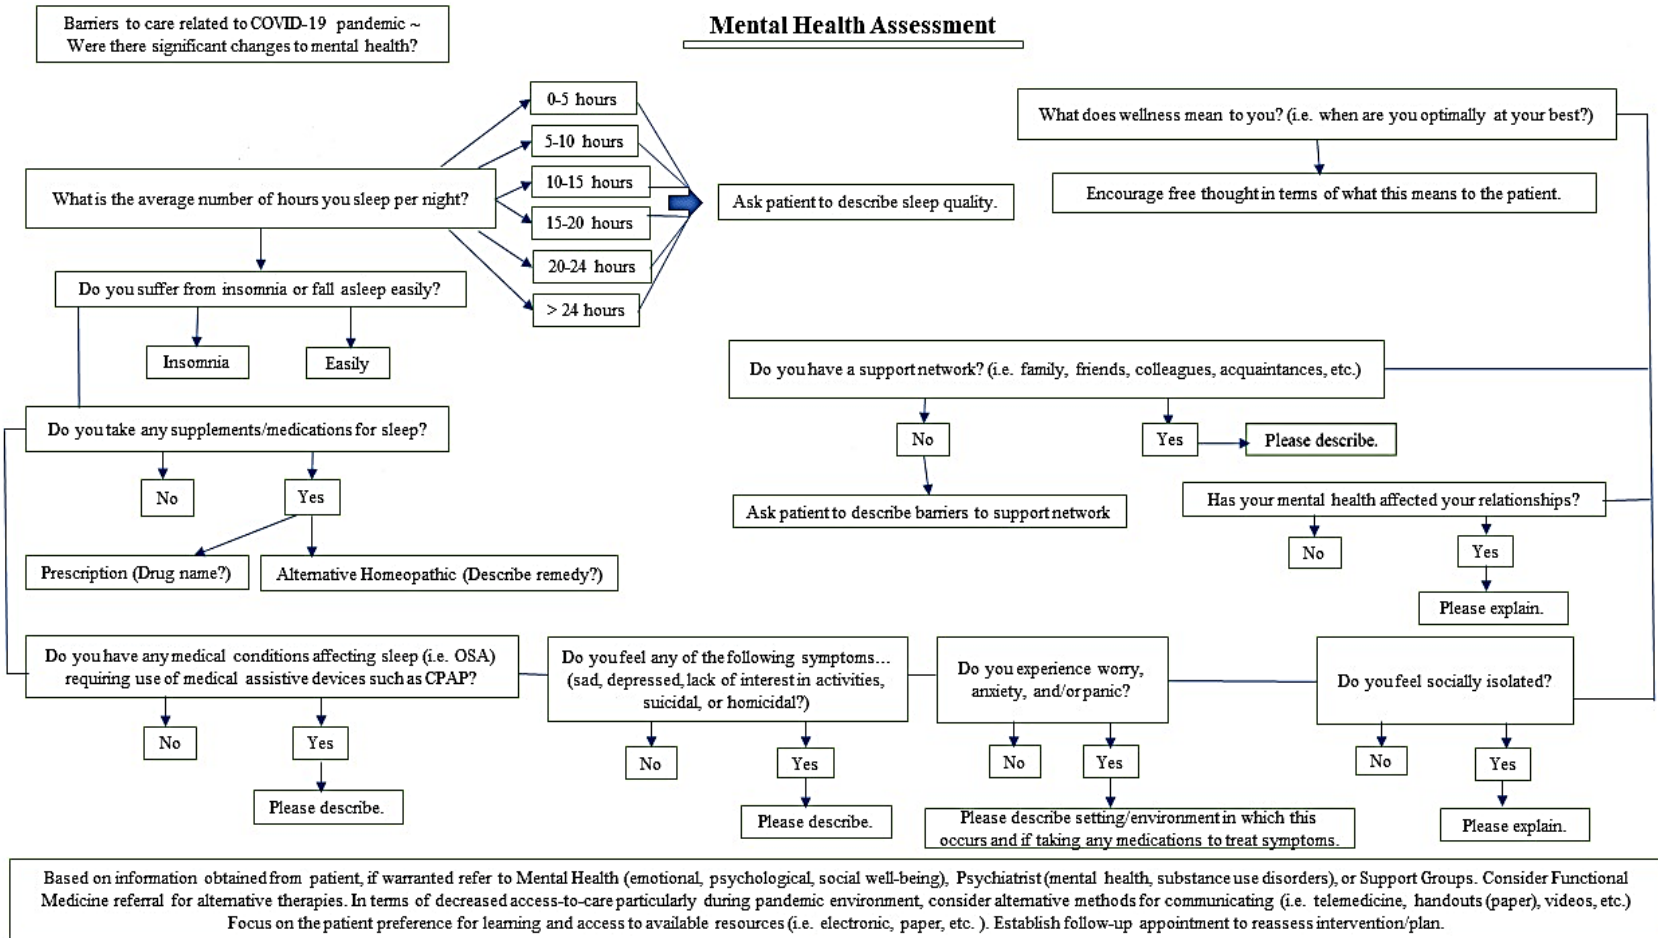 Barriers to care related to COVID-19 pandemic ~
Were there significant changes to mental health?
Mental Health Assessment
0-5 hours
5-10 hours
10-15 hours
15-20 hours
20-24 hours
> 24 hours
What is the average number of hours you sleep per night?
Ask patient to describe sleep quality.
What does wellness mean to you? (i.e. when are you optimally at your best?)
Encourage free thought in terms of what this means to the patient.
Do you suffer from insomnia or fall asleep easily?
Insomnia
Easily
Do you have a support network? (i.e. family, friends, colleagues, acquaintances, etc.)
No
Yes
Please describe.
Ask patient to describe barriers to support network
Do you take any supplements/medications for sleep?
No
Yes
Prescription (Drug name?)
Alternative Homeopathic (Describe remedy?)
Has your mental health affected your relationships?
No
Yes
Please explain.
Do you have any medical conditions affecting sleep (i.e. OSA)
requiring use of medical assistive devices such as CPAP?
No
Yes
Please describe.
Do you feel any of the following symptoms...
(sad, depressed, lack of interest in activities,
suicidal, or homicidal?)
No
Yes
Please describe.
Do you experience worry,
anxiety, and/or panic?
No
Yes
Please describe setting/environment in which this
occurs and if taking any medications to treat symptoms.
Do you feel socially isolated?
No
Yes
Please explain.
Based on information obtained from patient, if warranted refer to Mental Health (emotional, psychological, social well-being), Psychiatrist (mental health, substance use disorders), or Support Groups. Consider Functional
Medicine referral for alternative therapies. In terms of decreased access-to-care particularly during pandemic environment, consider alternative methods for communicating (i.e. telemedicine, handouts (paper), videos, etc.)
Focus on the patient preference for learning and access to available resources (i.e. electronic, paper, etc. ). Establish follow-up appointment to reassess intervention/plan.